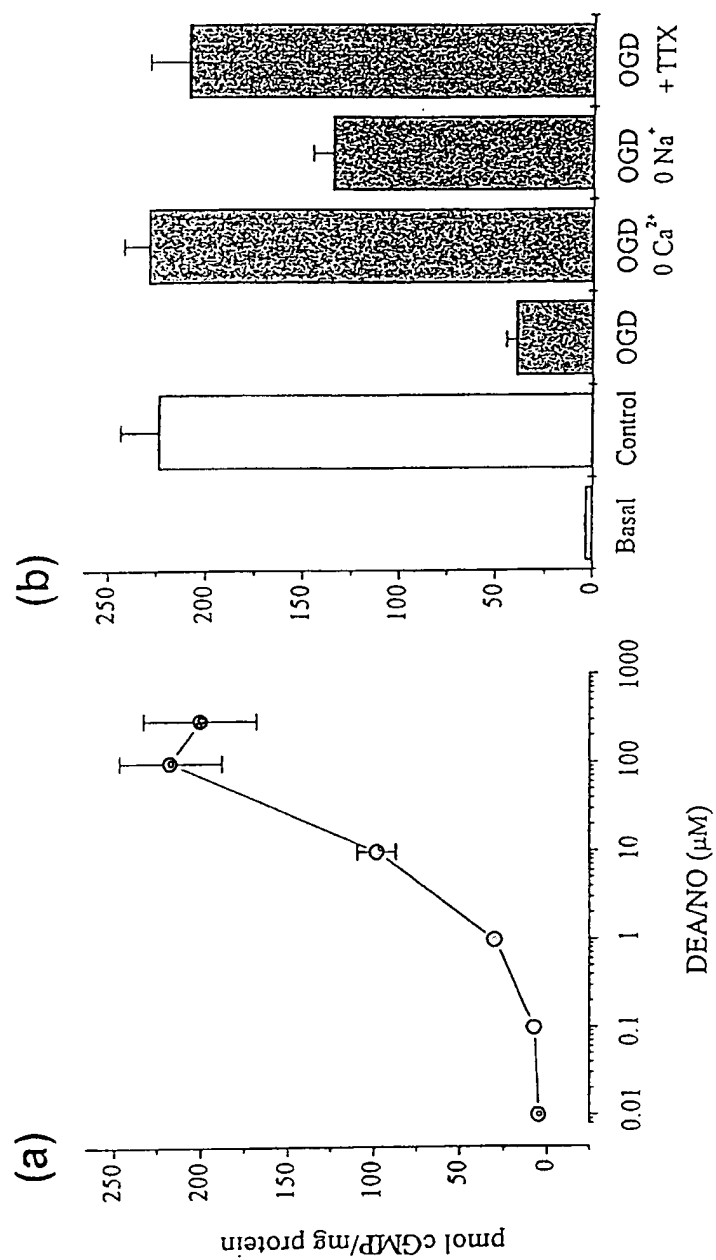 (a)
pmol cGMP/mg protein
250
200
150
100
50
0
0.01
0.1
1
10
100
1000
DEA/NO (μM)
(b)
250
200
150
100
50
0
Basal
Control
OGD
OGD
0 Ca²⁺
OGD
0 Na⁺
OGD
+ TTX